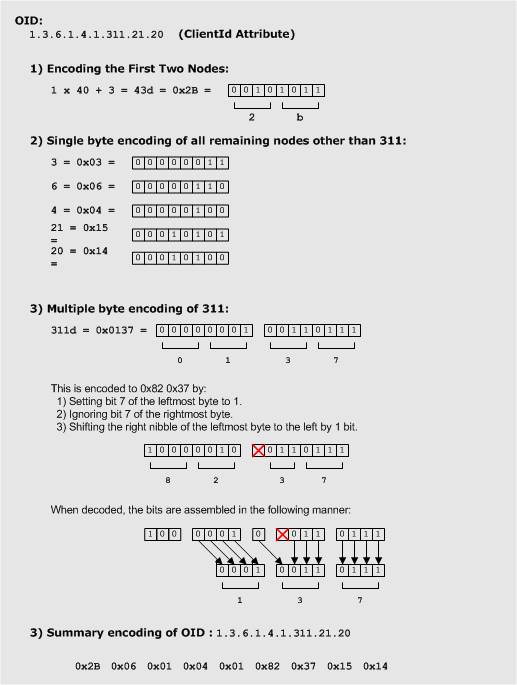 OID:
1.3.6.1.4.1.311.21.20 (ClientId Attribute)
1) Encoding the First Two Nodes:
1 x 40 + 3 = 43d = 0x2B = 0 0 1 0 1 0 1 1
2 b
2) Single byte encoding of all remaining nodes other than 311:
3 = 0x03 = 0 0 0 0 0 0 1 1
6 = 0x06 = 0 0 0 0 0 1 1 0
4 = 0x04 = 0 0 0 0 0 1 0 0
21 = 0x15
= 0 0 0 1 0 1 0 1
20 = 0x14
= 0 0 0 1 0 1 0 0
3) Multiple byte encoding of 311:
311d = 0x0137 = 0 0 0 0 0 0 0 1 0 0 1 1 0 1 1 1
0 1 3 7
This is encoded to 0x82 0x37 by:
1) Setting bit 7 of the leftmost byte to 1.
2) Ignoring bit 7 of the rightmost byte.
3) Shifting the right nibble of the leftmost byte to the left by 1 bit.
1 0 0 0 0 0 1 0 0 1 1 0 1 1 1
8 2 3 7
When decoded, the bits are assembled in the following manner:
1 0 0 0 0 0 1 0 0 1 1 0 1 1 1
0 0 0 1 0 0 1 1 0 1 1 1
1 3 7
3) Summary encoding of OID : 1.3.6.1.4.1.311.21.20
0x2B 0x06 0x01 0x04 0x01 0x82 0x37 0x15 0x14